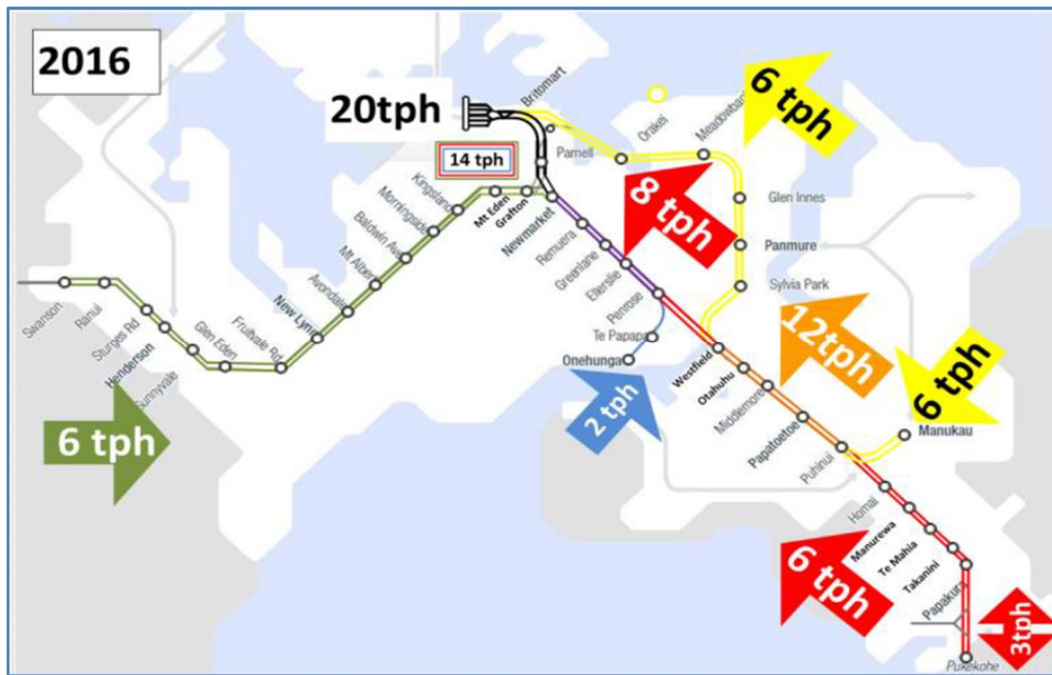 2016
20tph
14 tph
Britomart
Parnell
Orakei
Meadowbank
6 tph
8 tph
Glen Innes
Panmure
Sylvia Park
12tph
6 tph
Manukau
Kingsland
Morningside
Baldwin Ave
Mt Albert
Avondale
New Lynn
Fruitvale Rd
Glen Eden
Sunnyvale
Henderson
Sturges Rd
Ranui
Swanson
6 tph
Mt Eden
Grafton
Newmarket
Remuera
Greenlane
Ellerslie
Penrose
Te Papapa
Onehunga
2 tph
Westfield
Otahuhu
Middlemore
Papatoetoe
Puhinui
Homai
Manurewa
Te Mahia
Takanini
Papakura
6 tph
3tph
Pukekohe